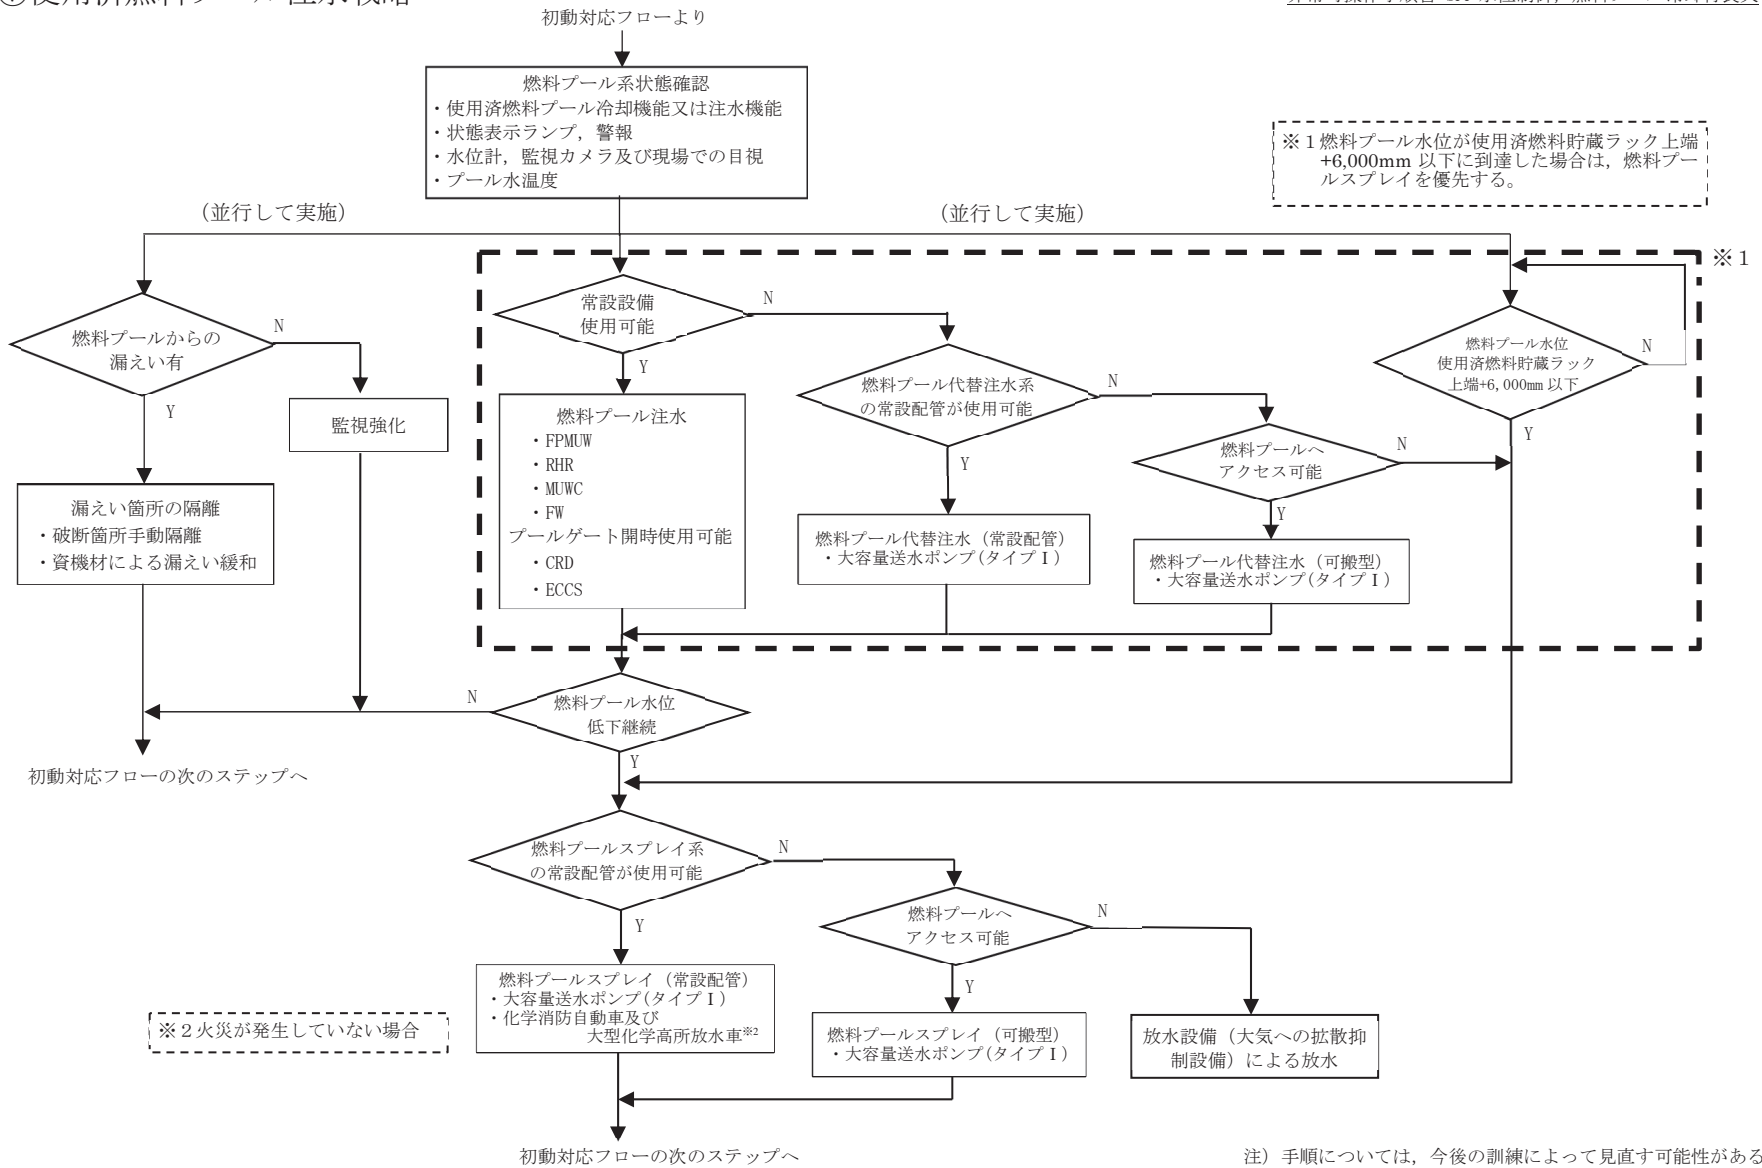 使用済燃料プール注水戦略
初動対応フローより
燃料プール系状態確認
・使用済燃料プール冷却機能又は注水機能
・状態表示ランプ，警報
・水位計，監視カメラ及び現場での目視
・プール水温度
※１燃料プール水位が使用済燃料貯蔵ラック上端
+6,000mm 以下に到達した場合は，燃料プー
ルスプレイを優先する。
（並行して実施）
（並行して実施）
※１
燃料プールからの
漏えい有
N
Y
監視強化
漏えい箇所の隔離
・破断箇所手動隔離
・資機材による漏えい緩和
常設設備
使用可能
N
Y
燃料プール注水
・FPMUW
・RHR
・MUWC
・FW
プールゲート開時使用可能
・CRD
・ECCS
燃料プール代替注水系
の常設配管が使用可能
N
Y
燃料プール代替注水（常設配管）
・大容量送水ポンプ(タイプⅠ)
燃料プールへ
アクセス可能
N
Y
燃料プール代替注水（可搬型）
・大容量送水ポンプ(タイプⅠ)
燃料プール水位
使用済燃料貯蔵ラック
上端+6,000mm 以下
N
Y
燃料プール水位
低下継続
N
Y
初動対応フローの次のステップへ
燃料プールスプレイ系
の常設配管が使用可能
N
Y
燃料プールへ
アクセス可能
N
Y
燃料プールスプレイ（常設配管）
・大容量送水ポンプ(タイプⅠ)
・化学消防自動車及び
大型化学高所放水車※2
※２火災が発生していない場合
燃料プールスプレイ（可搬型）
・大容量送水ポンプ(タイプⅠ)
放水設備（大気への拡散抑
制設備）による放水
初動対応フローの次のステップへ
注）手順については，今後の訓練によって見直す可能性がある